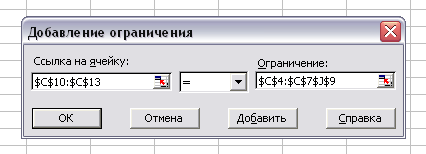 Добавление ограничения
Ссылка на ячейку:
Ограничение:
$C$10:$C$13
=
$C$4:$C$7$J$9
OK
Отмена
Добавить
Справка